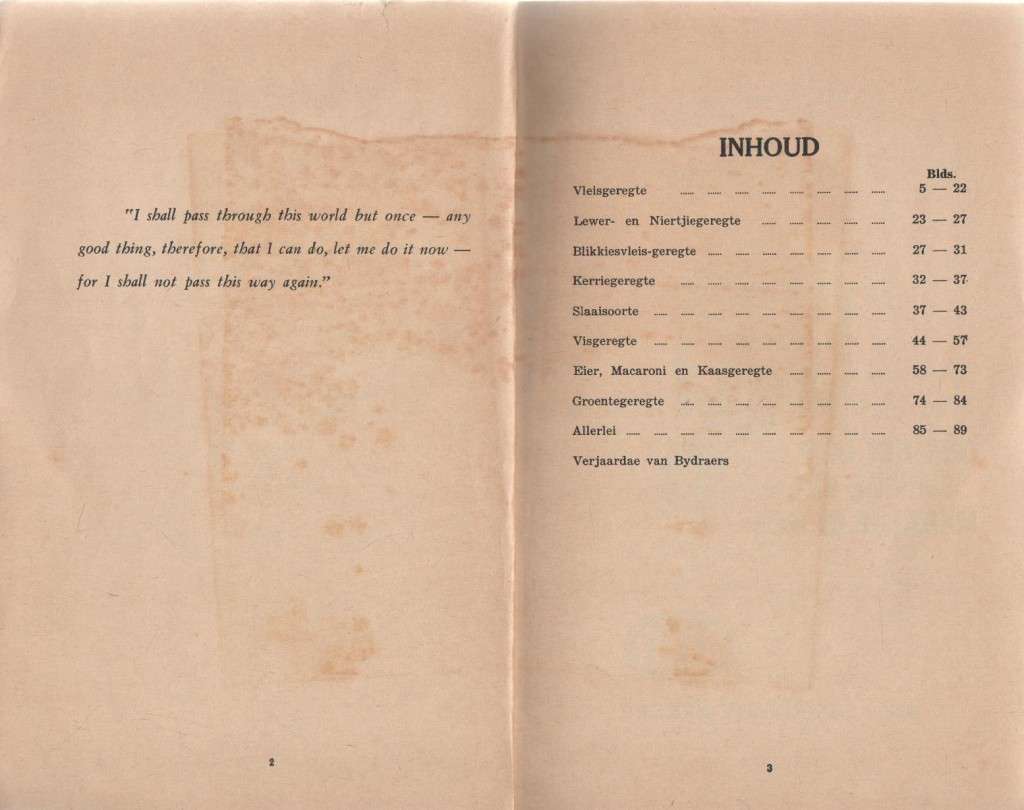 "I shall pass through this world but once — any
good thing, therefore, that I can do, let me do it now —
for I shall not pass this way again."
2
INHOUD
Blds.
Vleisgeregte ...... ...... ...... ...... ...... ...... ...... ...... 5 — 22
Lewer- en Niertjiegeregte ...... ...... ...... ...... ...... 23 — 27
Blikkiesvleis-geregte ...... ...... ...... ...... ...... ...... ...... 27 — 31
Kerriegeregte ...... ...... ...... ...... ...... ...... ...... ...... 32 — 37
Slaaisoorte ...... ...... ...... ...... ...... ...... ...... ...... ...... 37 — 43
Visgeregte ...... ...... ...... ...... ...... ...... ...... ...... ...... 44 — 57
Eier, Macaroni en Kaasgeregte ...... ...... ...... ...... 58 — 73
Groentegeregte ...... ...... ...... ...... ...... ...... ...... ...... 74 — 84
Allerlei ...... ...... ...... ...... ...... ...... ...... ...... ...... ...... 85 — 89
Verjaardae van Bydraers
3